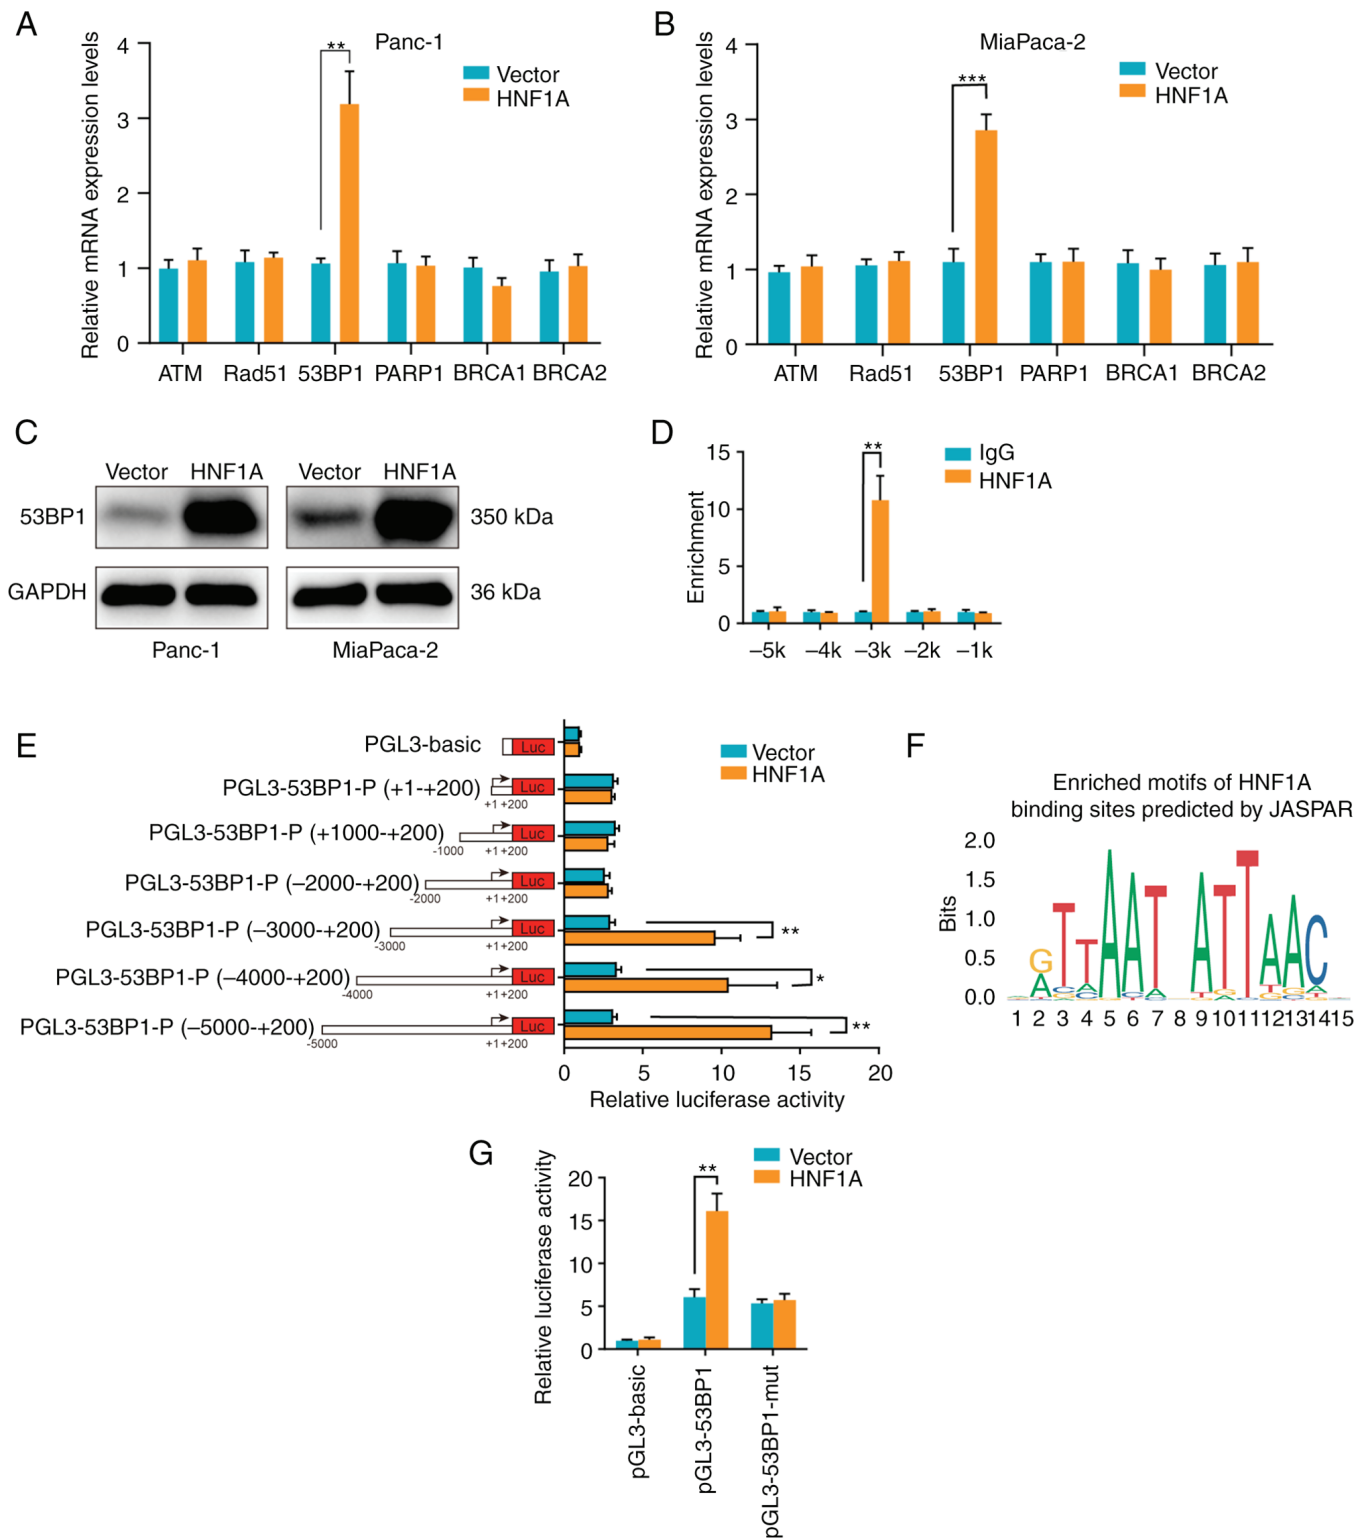 A
Panc-1
**
Vector
HNF1A
Relative mRNA expression levels
4
3
2
1
0
ATM Rad51 53BP1 PARP1 BRCA1 BRCA2
B
MiaPaca-2
***
Vector
HNF1A
Relative mRNA expression levels
4
3
2
1
0
ATM Rad51 53BP1 PARP1 BRCA1 BRCA2
C
Vector HNF1A Vector HNF1A
53BP1 350 kDa
GAPDH 36 kDa
Panc-1 MiaPaca-2
D
**
IgG
HNF1A
Enrichment
15
10
5
0
–5k –4k –3k –2k –1k
E
Vector
HNF1A
PGL3-basic Luc
PGL3-53BP1-P (+1-+200) Luc
+1 +200
PGL3-53BP1-P (+1000-+200) Luc
-1000 +1 +200
PGL3-53BP1-P (–2000-+200) Luc
-2000 +1 +200
PGL3-53BP1-P (–3000-+200) Luc **
-3000 +1 +200
PGL3-53BP1-P (–4000-+200) Luc *
-4000 +1 +200
PGL3-53BP1-P (–5000-+200) Luc **
-5000 +1 +200
0 5 10 15 20
Relative luciferase activity
F
Enriched motifs of HNF1A
binding sites predicted by JASPAR
Bits
2.0
1.5
1.0
0.5
0.0
GTTAAT ATTAAC
1 2 3 4 5 6 7 8 9 10 11 12 13 14 15
G
**
Vector
HNF1A
Relative luciferase activity
20
15
10
5
0
pGL3-basic
pGL3-53BP1
pGL3-53BP1-mut